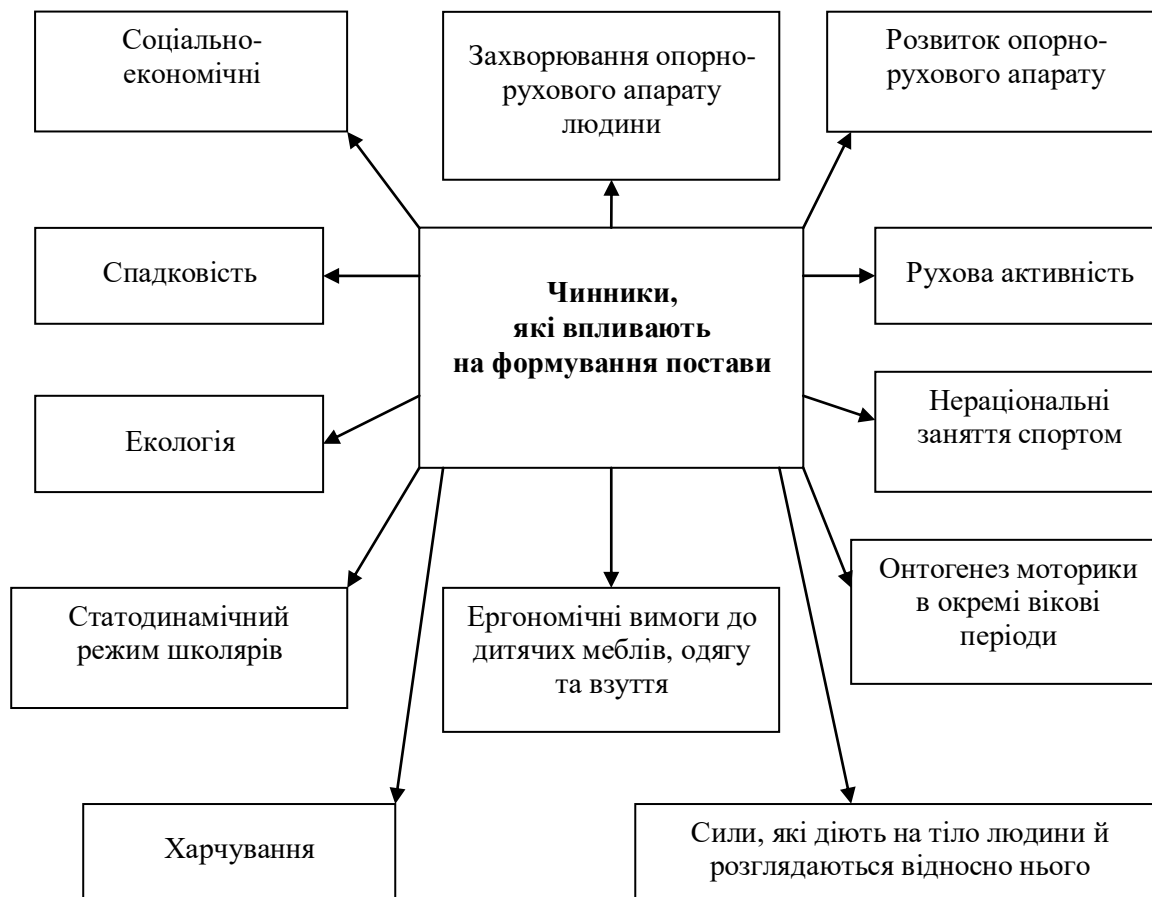 Соціально-
економічні
Захворювання опорно-
рухового апарату
людини
Розвиток опорно-
рухового апарату
Спадковість
Чинники,
які впливають
на формування постави
Рухова активність
Екологія
Нераціональні
заняття спортом
Статодинамічний
режим школярів
Ергономічні вимоги до
дитячих меблів, одягу
та взуття
Онтогенез моторики
в окремі вікові
періоди
Харчування
Сили, які діють на тіло людини й
розглядаються відносно нього